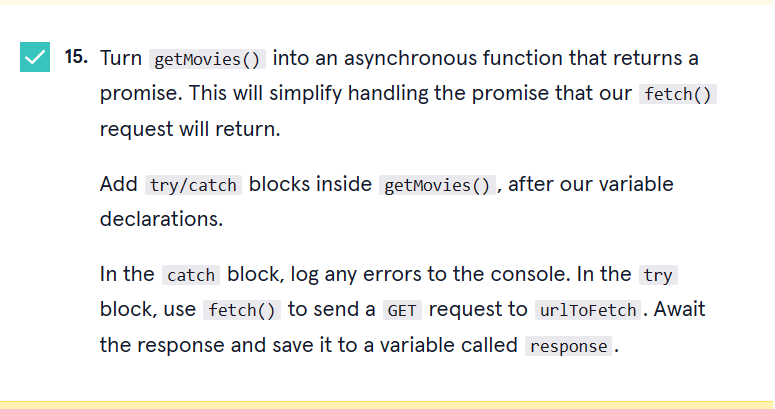 15. Turn getMovies() into an asynchronous function that returns a
promise. This will simplify handling the promise that our fetch()
request will return.
Add try/catch blocks inside getMovies(), after our variable
declarations.
In the catch block, log any errors to the console. In the try
block, use fetch() to send a GET request to urlToFetch. Await
the response and save it to a variable called response.